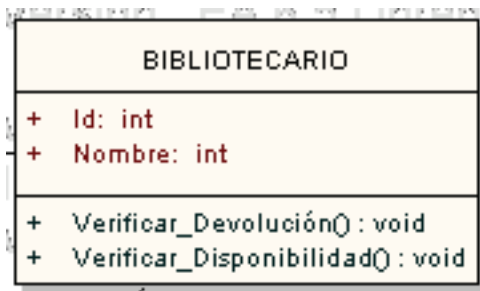 BIBLIOTECARIO
+ Id: int
+ Nombre: int
+ Verificar_Devolución() : void
+ Verificar_Disponibilidad() : void